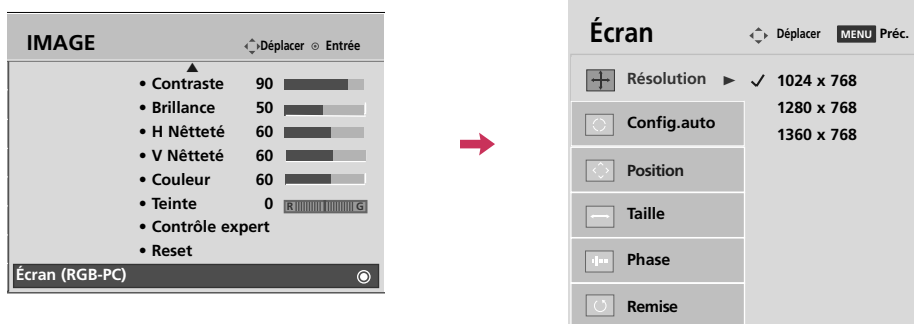 IMAGE
Déplacer Entrée
• Contraste 90
• Brillance 50
• H Nêtteté 60
• V Nêtteté 60
• Couleur 60
• Teinte 0 R G
• Contrôle expert
• Reset
Écran (RGB-PC)
Écran
Déplacer MENU Préc.
Résolution ► ✓ 1024 x 768
1280 x 768
1360 x 768
Config.auto
Position
Taille
Phase
Remise